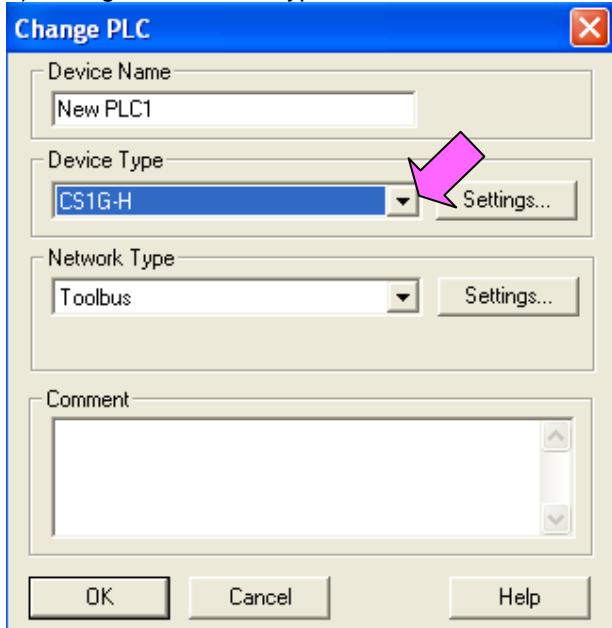 Change PLC
Device Name
New PLC1
Device Type
CS1G-H
Settings...
Network Type
Toolbus
Settings...
Comment
OK Cancel Help